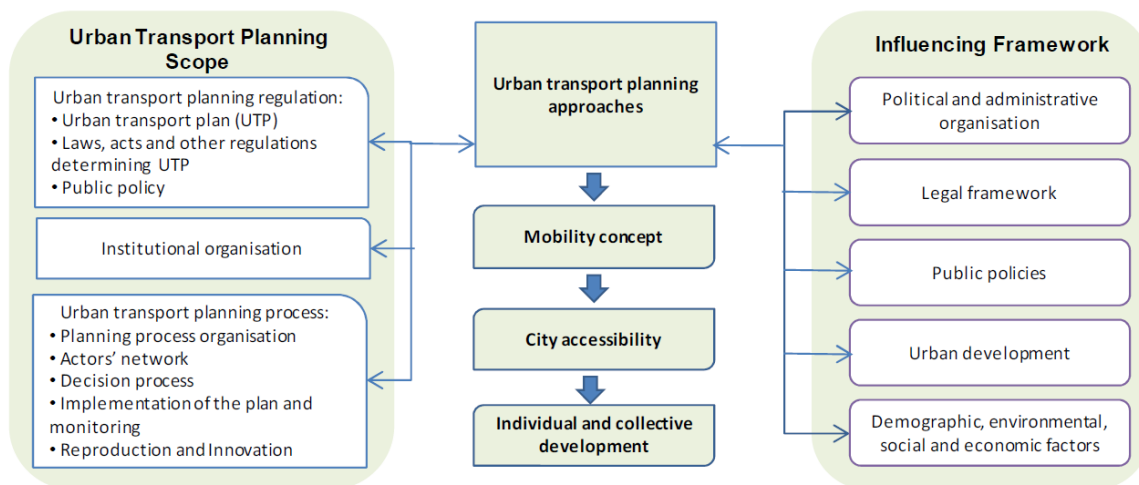 Urban Transport Planning
Scope
Urban transport planning regulation:
• Urban transport plan (UTP)
• Laws, acts and other regulations
determining UTP
• Public policy
Institutional organisation
Urban transport planning process:
• Planning process organisation
• Actors’ network
• Decision process
• Implementation of the plan and
monitoring
• Reproduction and Innovation
Urban transport planning
approaches
Mobility concept
City accessibility
Individual and collective
development
Influencing Framework
Political and administrative
organisation
Legal framework
Public policies
Urban development
Demographic, environmental,
social and economic factors